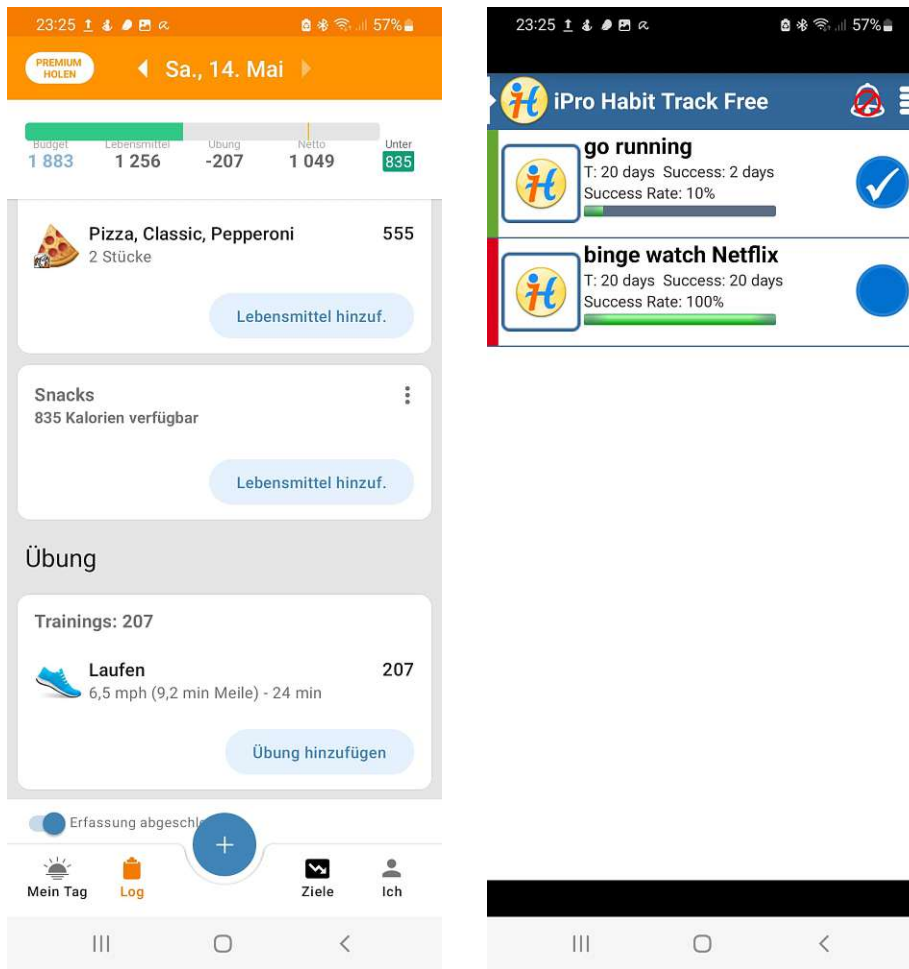 23:25 57%
PREMIUM
HOLEN
Sa., 14. Mai
Budget Lebensmittel Übung Netto Unter
1 883 1 256 -207 1 049 835
Pizza, Classic, Pepperoni 555
2 Stücke
Lebensmittel hinzuf.
Snacks
835 Kalorien verfügbar
Lebensmittel hinzuf.
Übung
Trainings: 207
Laufen 207
6,5 mph (9,2 min Meile) - 24 min
Übung hinzufügen
Erfassung abgeschl
Mein Tag Log Ziele Ich
23:25 57%
iPro Habit Track Free
go running
T: 20 days Success: 2 days
Success Rate: 10%
binge watch Netflix
T: 20 days Success: 20 days
Success Rate: 100%